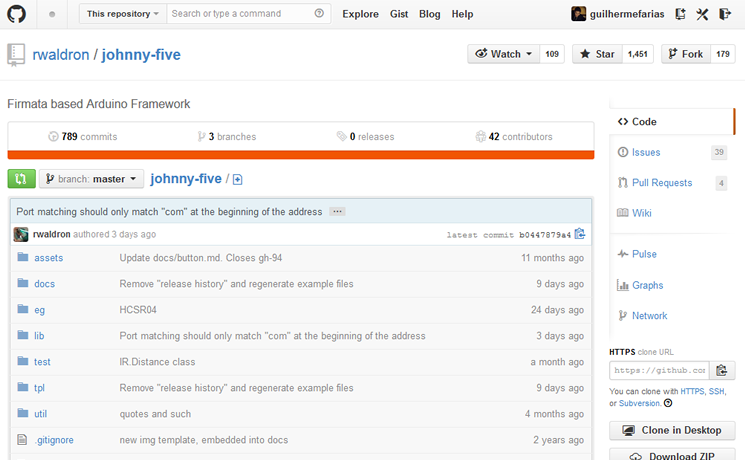 This repository Search or type a command Explore Gist Blog Help guilhermefarias
rwaldron / johnny-five Watch 109 Star 1,451 Fork 179
Firmata based Arduino Framework
789 commits 3 branches 0 releases 42 contributors
branch: master johnny-five /
Port matching should only match "com" at the beginning of the address
rwaldron authored 3 days ago latest commit b0447879a4
assets Update docs/button.md. Closes gh-94 11 months ago
docs Remove "release history" and regenerate example files 9 days ago
eg HCSR04 24 days ago
lib Port matching should only match "com" at the beginning of the address 3 days ago
test IR.Distance class a month ago
tpl Remove "release history" and regenerate example files 9 days ago
util quotes and such 4 months ago
.gitignore new img template, embedded into docs 2 years ago
Code
Issues 39
Pull Requests 4
Wiki
Pulse
Graphs
Network
HTTPS clone URL
https://github.com
You can clone with HTTPS, SSH,
or Subversion.
Clone in Desktop
Download ZIP